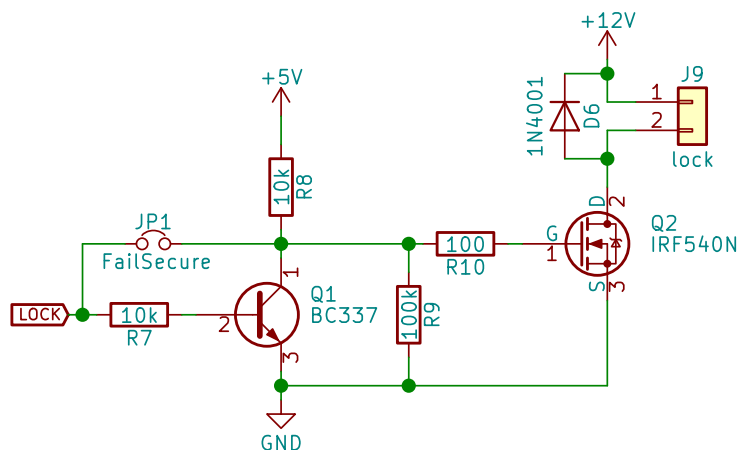 +12V
J9
1
2
lock
1N4001
D6
+5V
10k
R8
JP1
FailSecure
LOCK
10k
R7
2
1
3
Q1
BC337
100k
R9
100
R10
G
1
D
2
S
3
Q2
IRF540N
GND